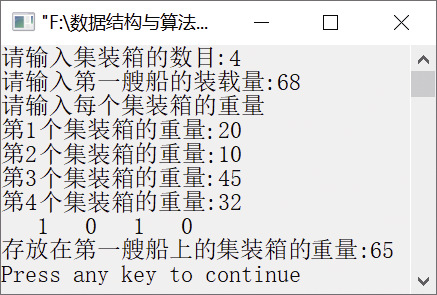 "F:\数据结构与算法...
请输入集装箱的数目:4
请输入第一艘船的装载量:68
请输入每个集装箱的重量
第1个集装箱的重量:20
第2个集装箱的重量:10
第3个集装箱的重量:45
第4个集装箱的重量:32
1 0 1 0
存放在第一艘船上的集装箱的重量:65
Press any key to continue